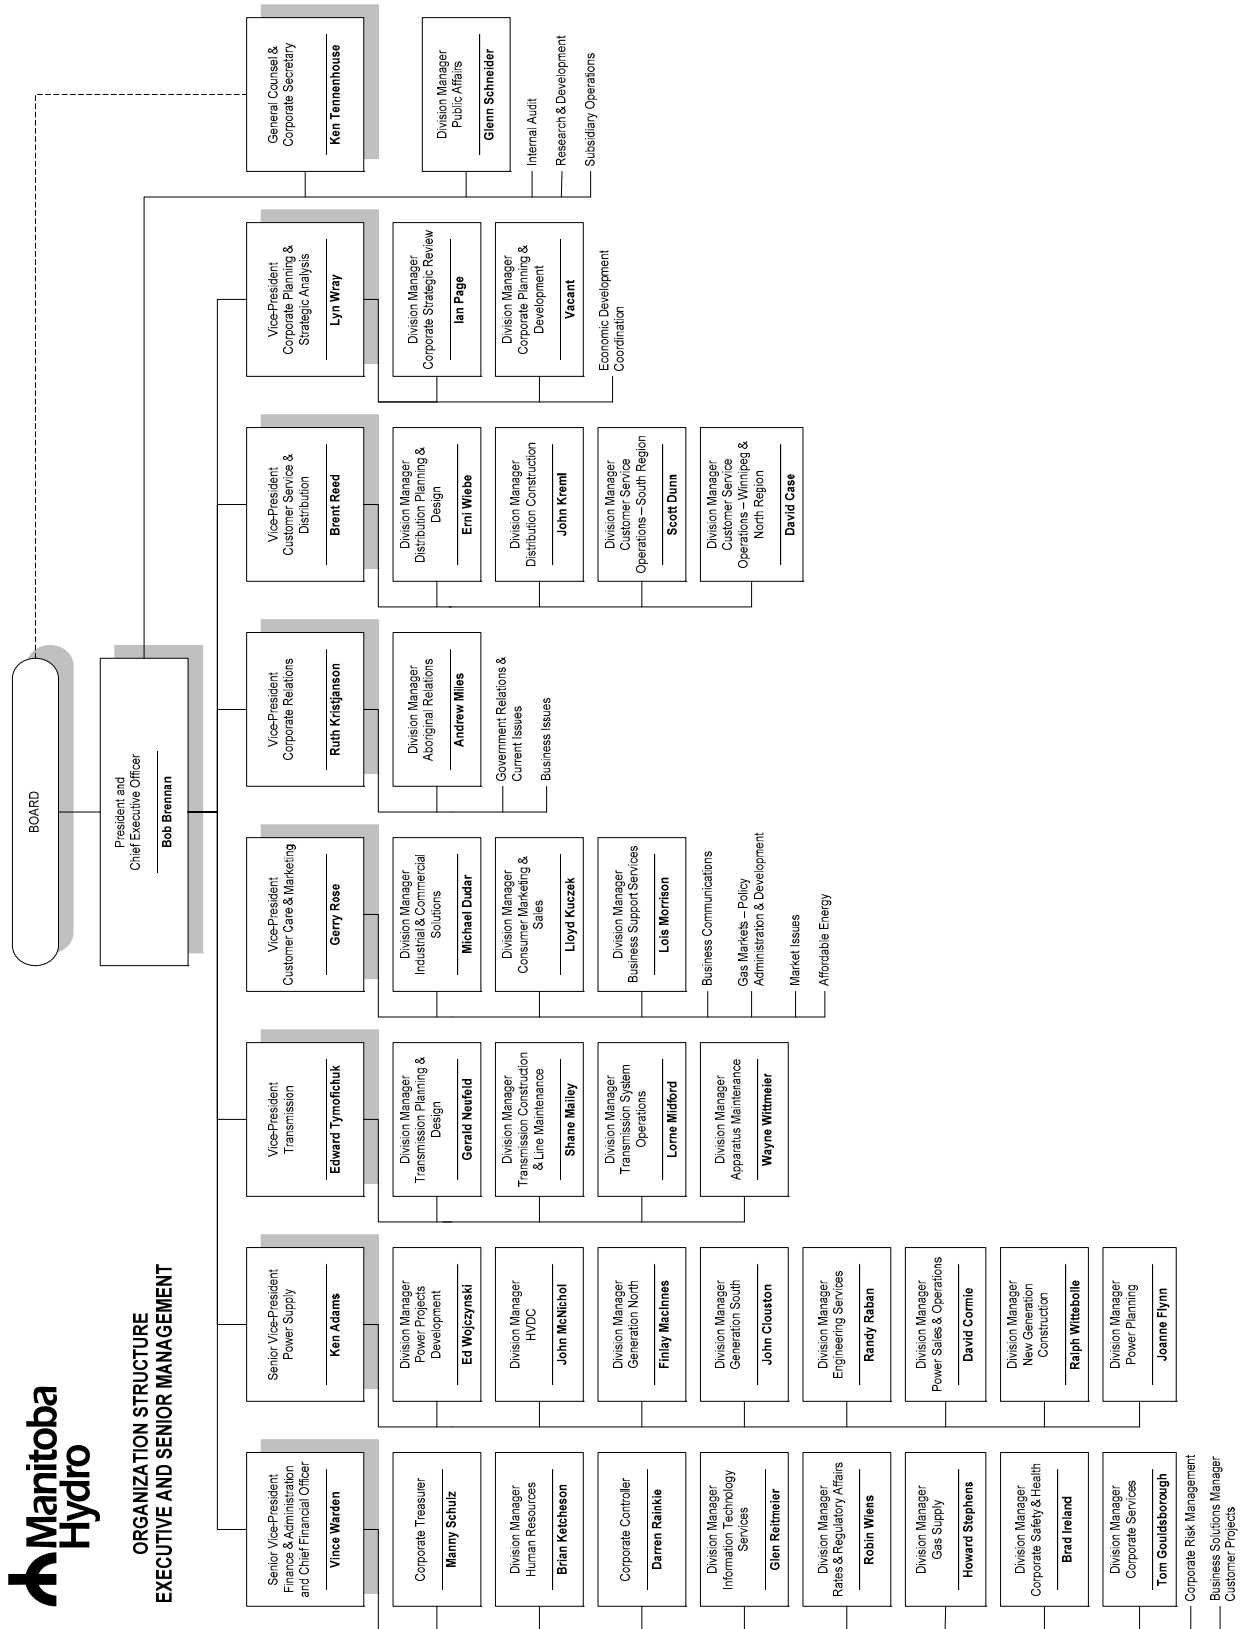 Manitoba
Hydro
ORGANIZATION STRUCTURE
EXECUTIVE AND SENIOR MANAGEMENT
BOARD
President and
Chief Executive Officer
Bob Brennan
Senior Vice-President
Finance & Administration
and Chief Financial Officer
Vince Warden
Corporate Treasurer
Manny Schulz
Division Manager
Human Resources
Brian Ketcheson
Corporate Controller
Darren Rainkie
Division Manager
Information Technology
Services
Glen Reitmeier
Division Manager
Rates & Regulatory Affairs
Robin Wiens
Division Manager
Gas Supply
Howard Stephens
Division Manager
Corporate Safety & Health
Brad Ireland
Division Manager
Corporate Services
Tom Gouldsborough
Corporate Risk Management
Business Solutions Manager
Customer Projects
Senior Vice-President
Power Supply
Ken Adams
Division Manager
Power Projects
Development
Ed Wojczynski
Division Manager
HVDC
John McNichol
Division Manager
Generation North
Finlay MacInnes
Division Manager
Generation South
John Clouston
Division Manager
Engineering Services
Randy Raban
Division Manager
Power Sales & Operations
David Cormie
Division Manager
New Generation
Construction
Ralph Wittebolle
Division Manager
Power Planning
Joanne Flynn
Vice-President
Transmission
Edward Tymofichuk
Division Manager
Transmission Planning &
Design
Gerald Neufeld
Division Manager
Transmission Construction
& Line Maintenance
Shane Mailey
Division Manager
Transmission System
Operations
Lorne Midford
Division Manager
Apparatus Maintenance
Wayne Wittmeier
Vice-President
Customer Care & Marketing
Gerry Rose
Division Manager
Industrial & Commercial
Solutions
Michael Dudar
Division Manager
Consumer Marketing &
Sales
Lloyd Kuczek
Division Manager
Business Support Services
Lois Morrison
Business Communications
Gas Markets – Policy
Administration & Development
Market Issues
Affordable Energy
Vice-President
Corporate Relations
Ruth Kristjanson
Division Manager
Aboriginal Relations
Andrew Miles
Government Relations &
Current Issues
Business Issues
Vice-President
Customer Service &
Distribution
Brent Reed
Division Manager
Distribution Planning &
Design
Erni Wiebe
Division Manager
Distribution Construction
John Kreml
Division Manager
Customer Service
Operations – South Region
Scott Dunn
Division Manager
Customer Service
Operations – Winnipeg &
North Region
David Case
Vice-President
Corporate Planning &
Strategic Analysis
Lyn Wray
Division Manager
Corporate Strategic Review
Ian Page
Division Manager
Corporate Planning &
Development
Vacant
Economic Development
Coordination
General Counsel &
Corporate Secretary
Ken Tennenhouse
Division Manager
Public Affairs
Glenn Schneider
Internal Audit
Research & Development
Subsidiary Operations